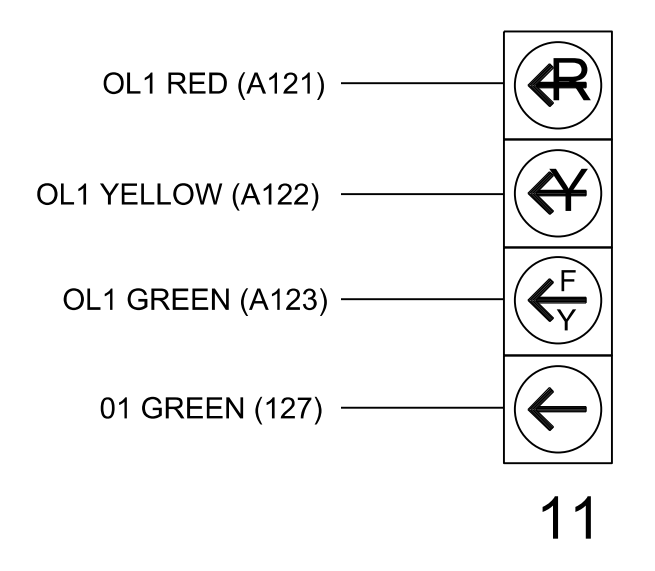 OL1 RED (A121)
R
OL1 YELLOW (A122)
Y
OL1 GREEN (A123)
F
Y
01 GREEN (127)
11